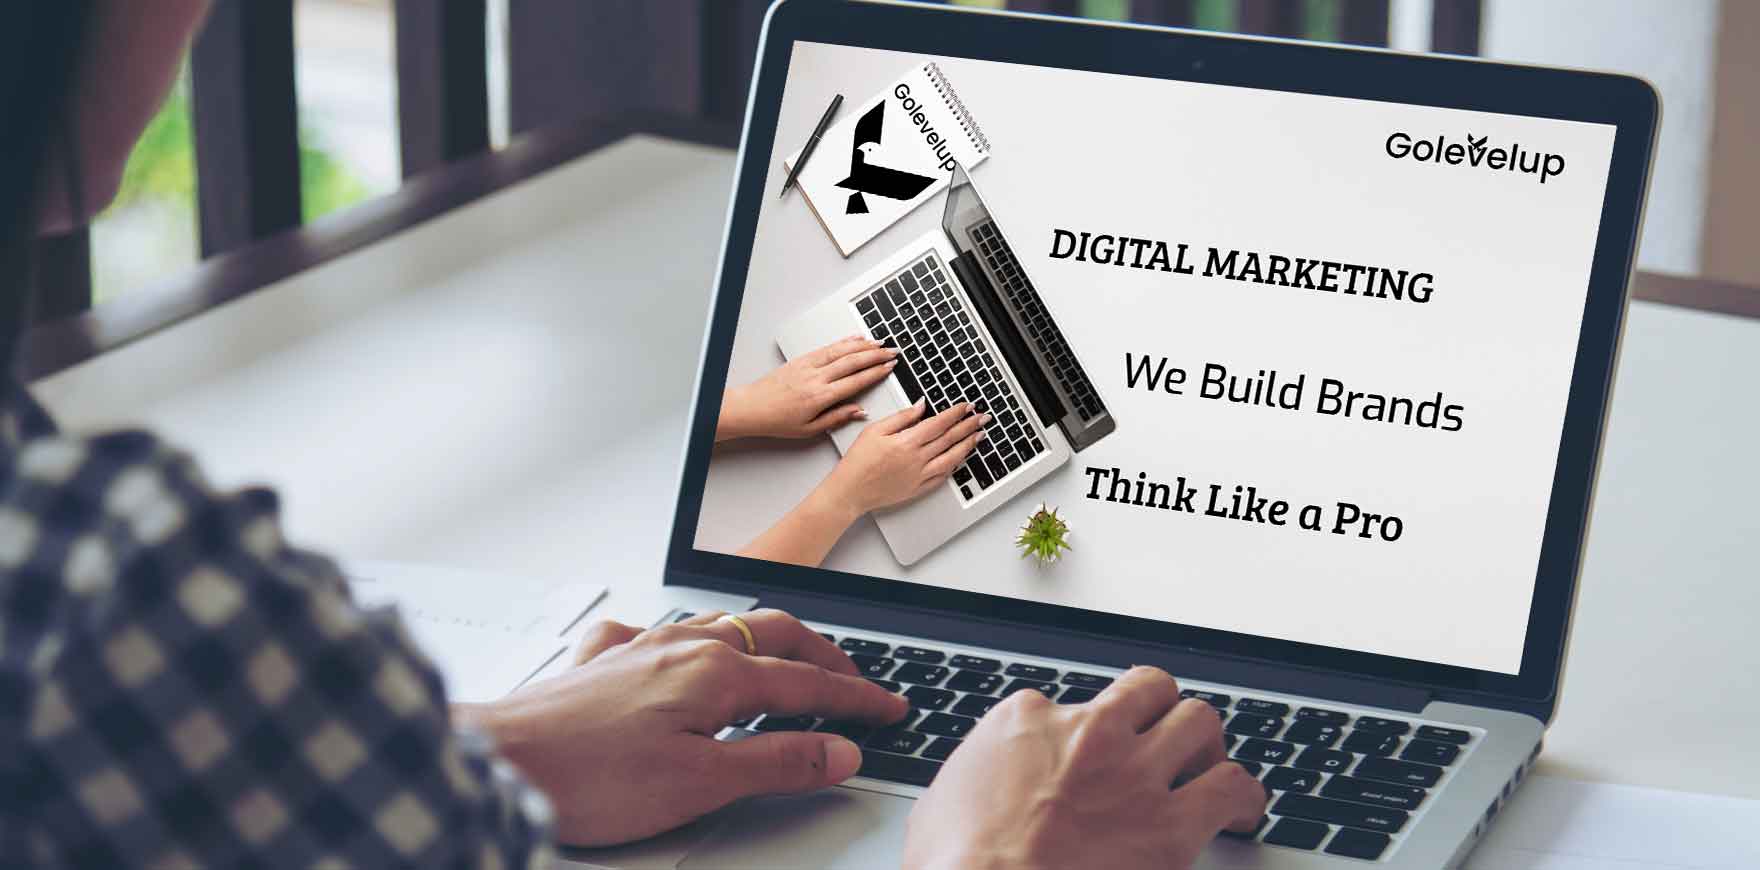 Golevelup
Golevelup
DIGITAL MARKETING
We Build Brands
Think Like a Pro
W
D
A